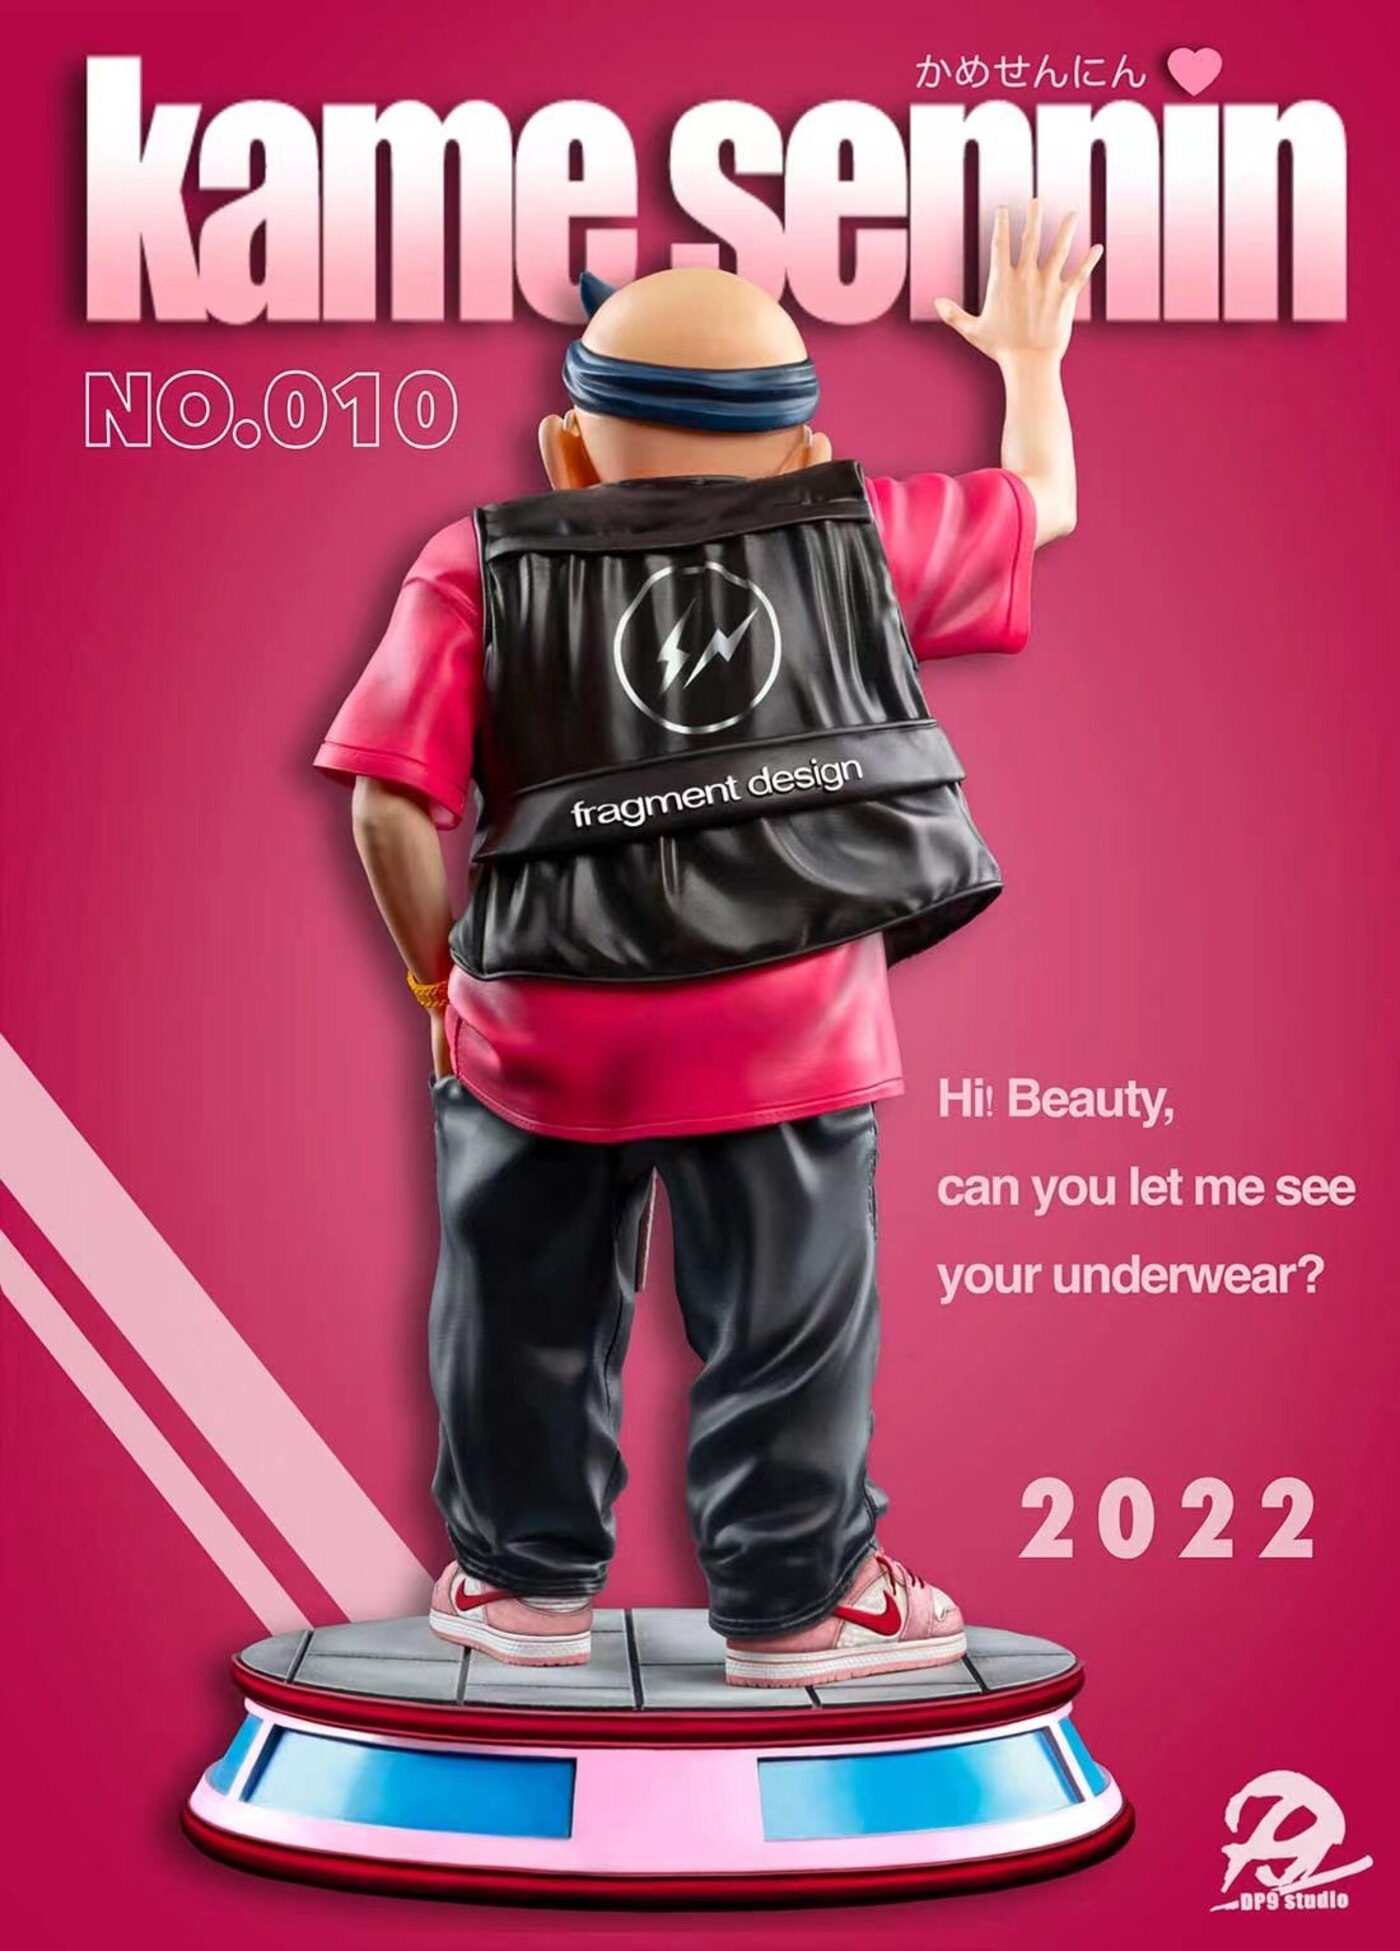 かめせんにん
kame sennin
NO.010
fragment design
Hi! Beauty,
can you let me see
your underwear?
2022
DP9 studio